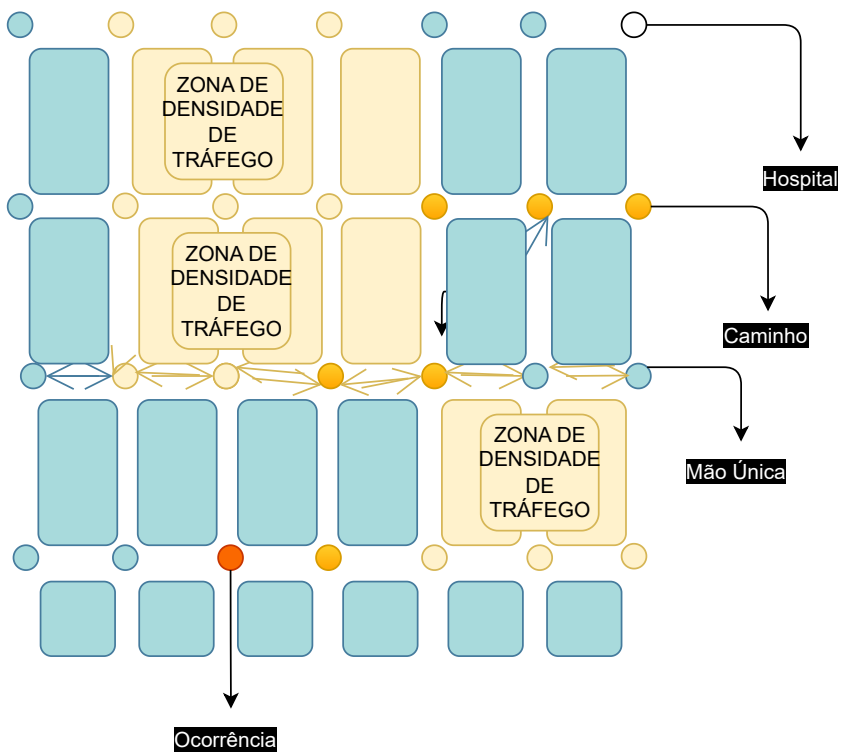 ZONA DE
DENSIDADE
DE
TRÁFEGO
Hospital
ZONA DE
DENSIDADE
DE
TRÁFEGO
Caminho
ZONA DE
DENSIDADE
DE
TRÁFEGO
Mão Única
Ocorrência